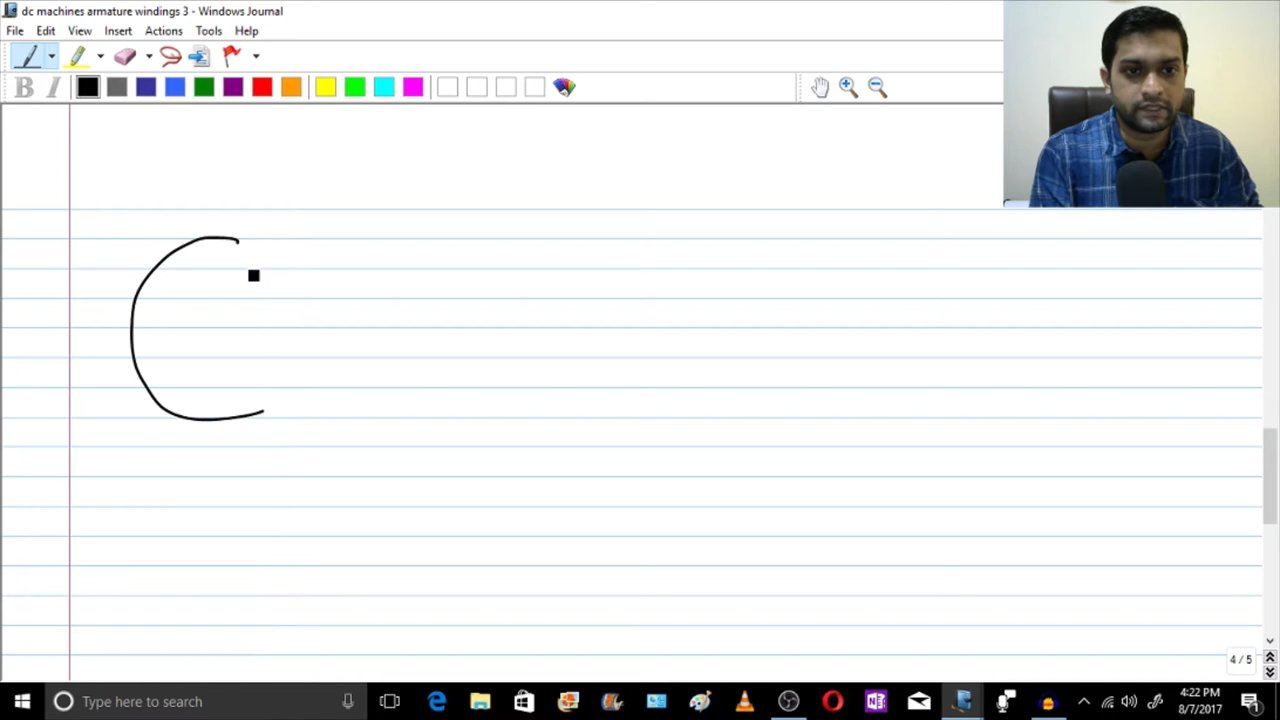 dc machines armature windings 3 - Windows Journal
File Edit View Insert Actions Tools Help
B I
4 / 5
Type here to search
4:22 PM
8/7/2017
1